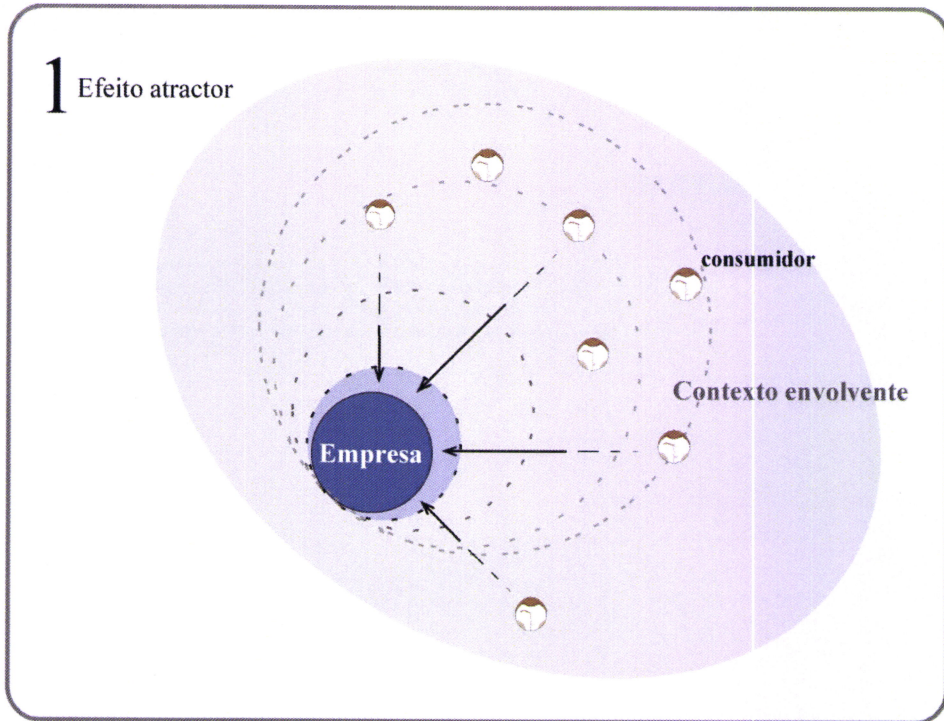 1 Efeito atractor
consumidor
Contexto envolvente
Empresa